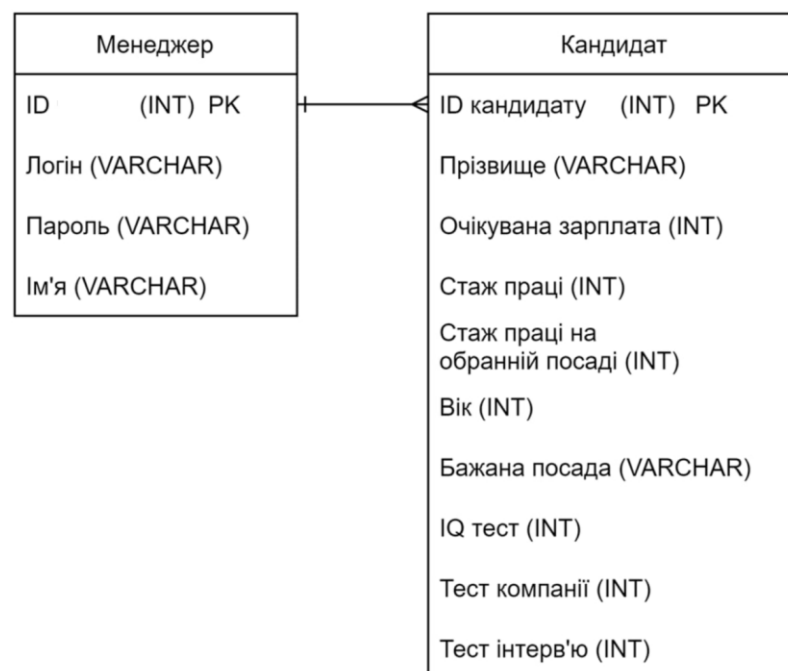 Менеджер
ID (INT) PK
Логін (VARCHAR)
Пароль (VARCHAR)
Ім'я (VARCHAR)
Кандидат
ID кандидату (INT) PK
Прізвище (VARCHAR)
Очікувана зарплата (INT)
Стаж праці (INT)
Стаж праці на
обранній посаді (INT)
Вік (INT)
Бажана посада (VARCHAR)
IQ тест (INT)
Тест компанії (INT)
Тест інтерв'ю (INT)